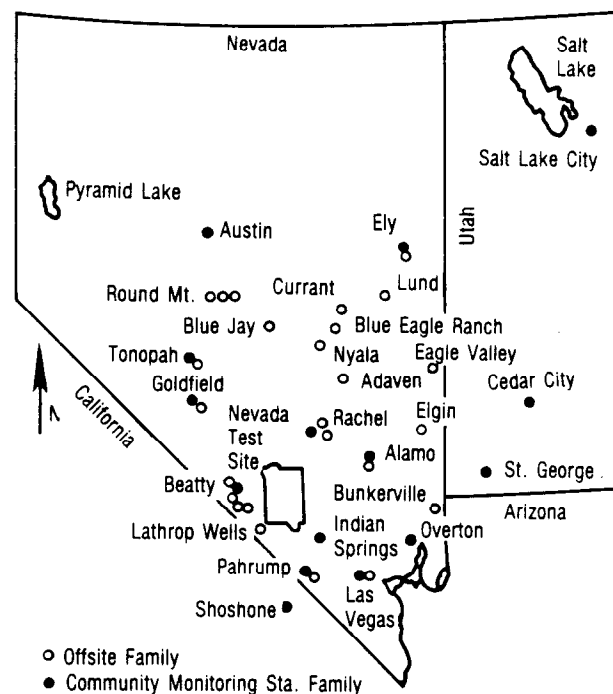 Nevada
Salt
Lake
Salt Lake City
Pyramid Lake
Utah
Austin
Ely
Round Mt.
Currant
Lund
Blue Jay
Blue Eagle Ranch
Nyala
Eagle Valley
Tonopah
Adaven
Cedar City
Goldfield
California
N
Nevada
Test
Site
Rachel
Elgin
Alamo
St. George
Beatty
Bunkerville
Arizona
Lathrop Wells
Indian
Springs
Overton
Pahrump
Las
Vegas
Shoshone
Offsite Family
Community Monitoring Sta. Family